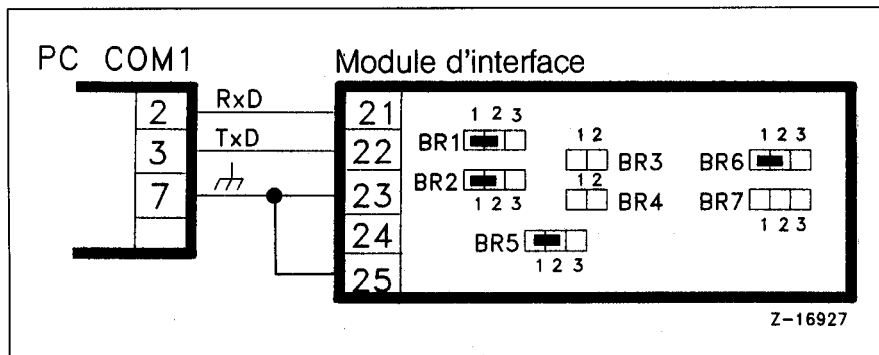 PC COM1
2
3
7
RxD
TxD
Module d'interface
21
22
23
24
25
1 2 3
BR1
BR2
1 2 3
1 2
BR3
1 2
BR4
BR5
1 2 3
1 2 3
BR6
BR7
1 2 3
Z-16927